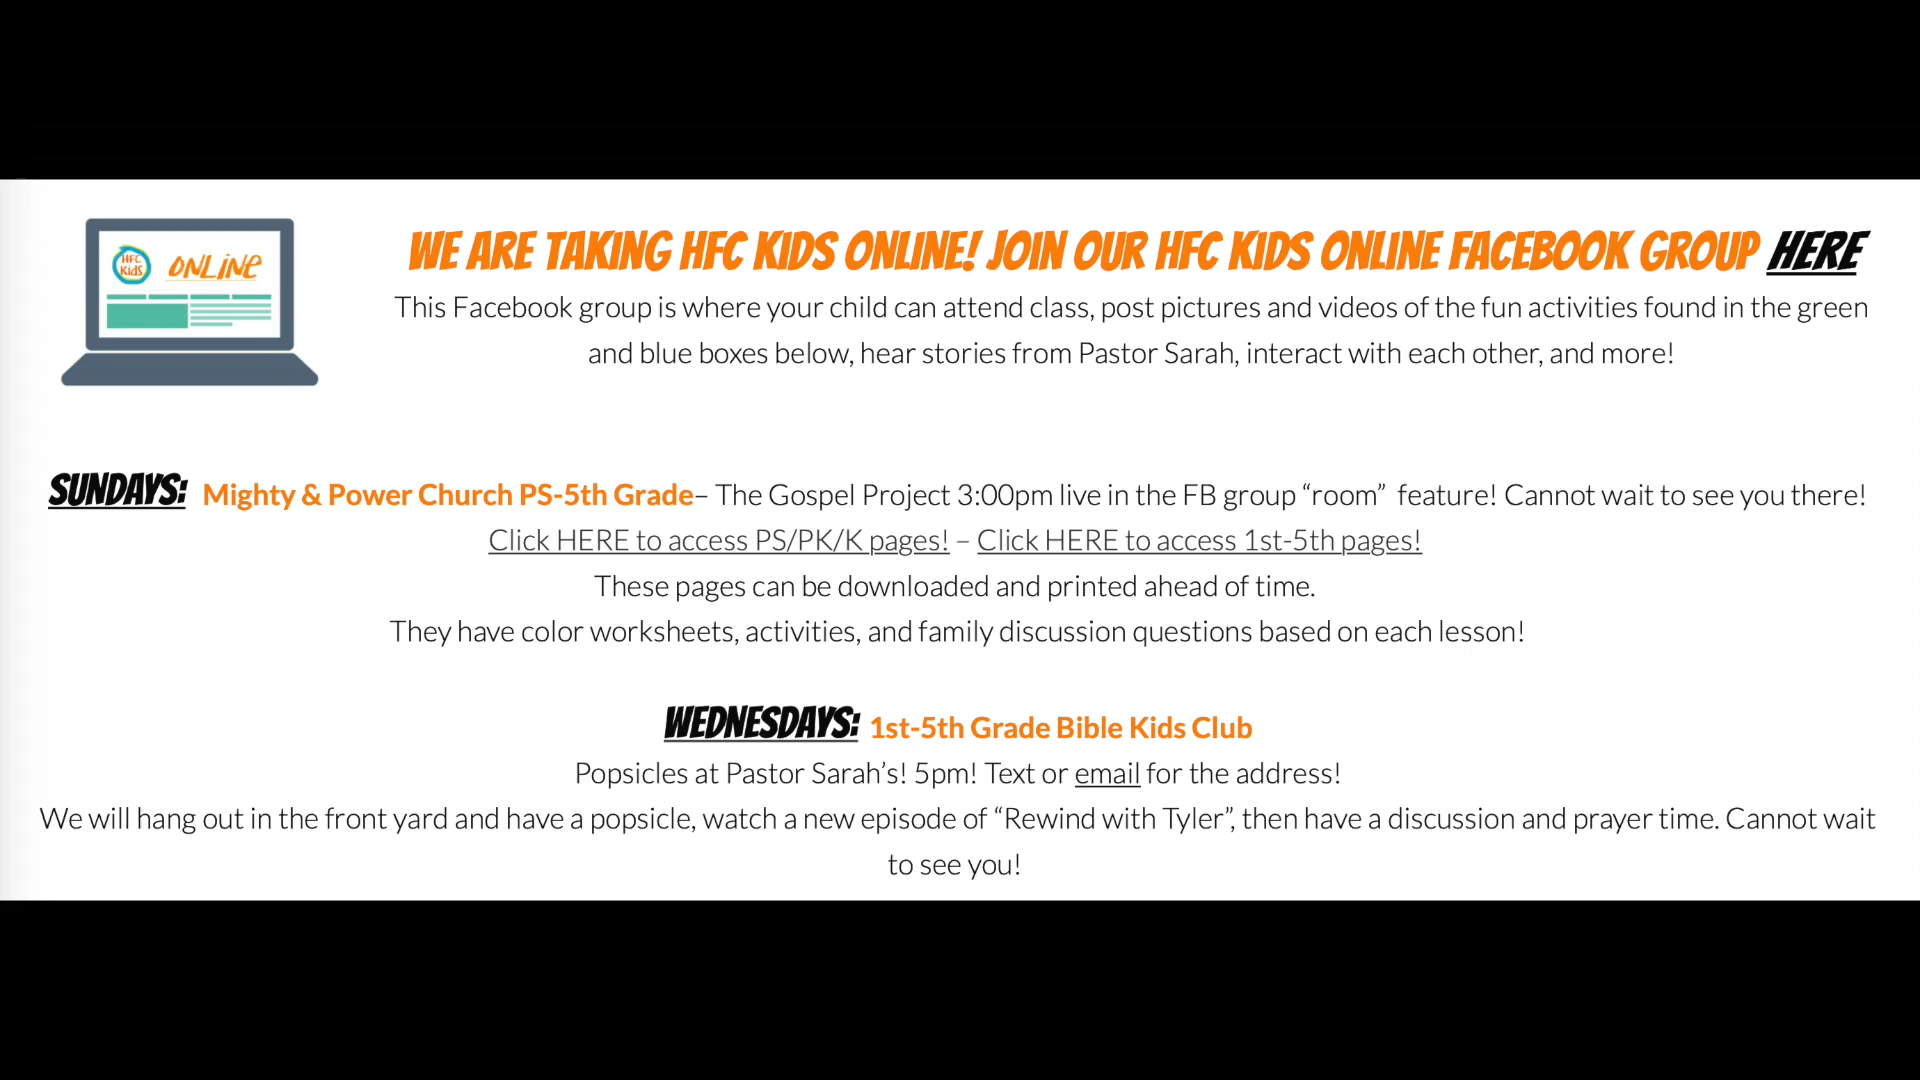 HFC Kids ONLINE
WE ARE TAKING HFC KIDS ONLINE! JOIN OUR HFC KIDS ONLINE FACEBOOK GROUP HERE
This Facebook group is where your child can attend class, post pictures and videos of the fun activities found in the green
and blue boxes below, hear stories from Pastor Sarah, interact with each other, and more!
SUNDAYS: Mighty & Power Church PS-5th Grade– The Gospel Project 3:00pm live in the FB group “room” feature! Cannot wait to see you there!
Click HERE to access PS/PK/K pages! – Click HERE to access 1st-5th pages!
These pages can be downloaded and printed ahead of time.
They have color worksheets, activities, and family discussion questions based on each lesson!
WEDNESDAYS: 1st-5th Grade Bible Kids Club
Popsicles at Pastor Sarah’s! 5pm! Text or email for the address!
We will hang out in the front yard and have a popsicle, watch a new episode of “Rewind with Tyler”, then have a discussion and prayer time. Cannot wait
to see you!